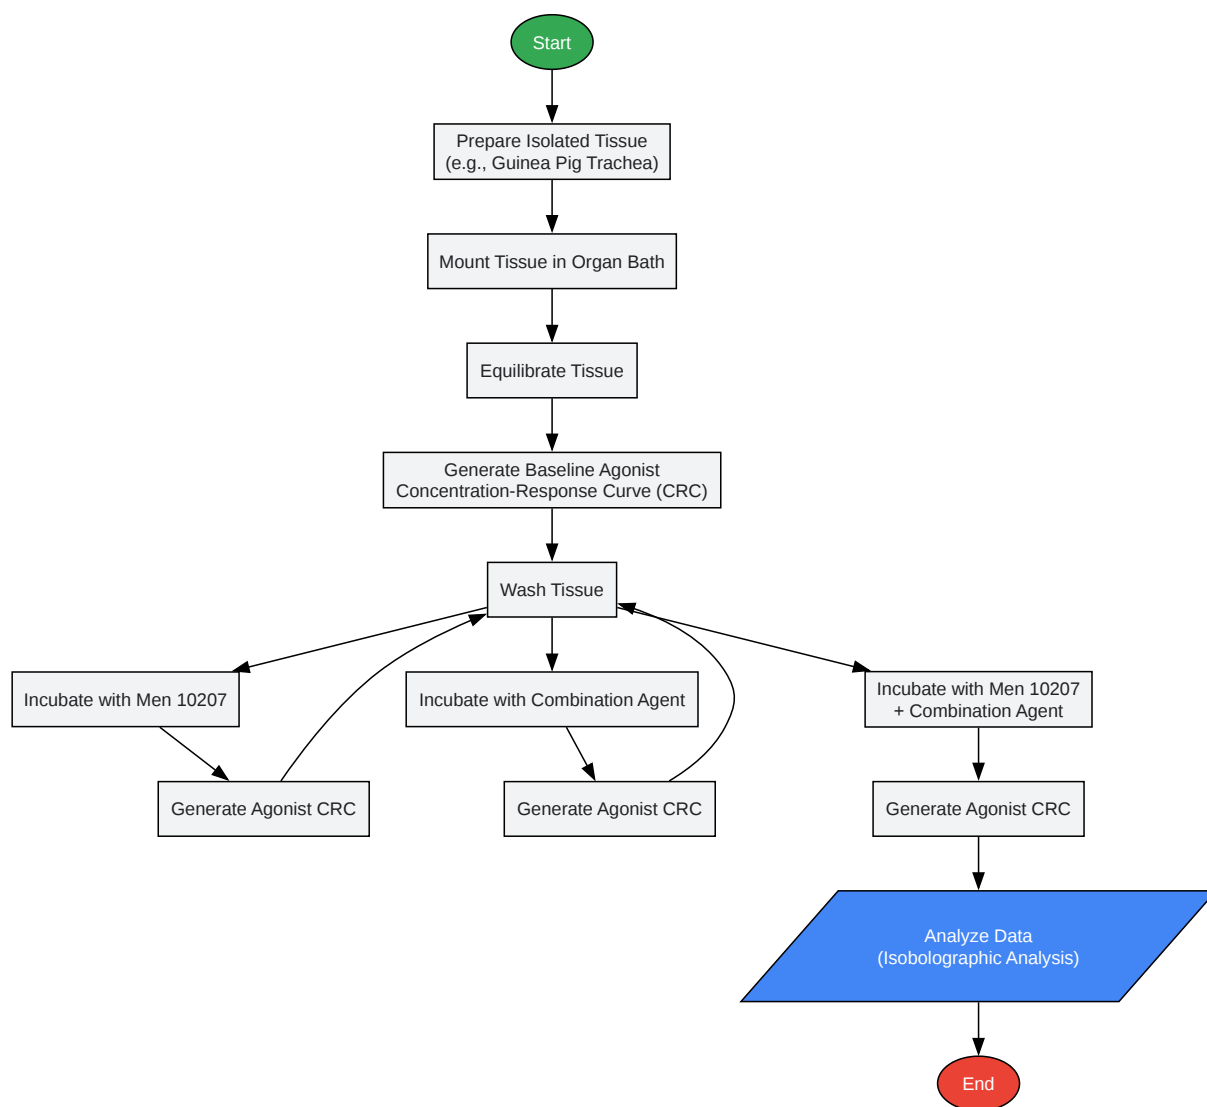 Start
Prepare Isolated Tissue
(e.g., Guinea Pig Trachea)
Mount Tissue in Organ Bath
Equilibrate Tissue
Generate Baseline Agonist
Concentration-Response Curve (CRC)
Wash Tissue
Incubate with Men 10207
Incubate with Combination Agent
Incubate with Men 10207
+ Combination Agent
Generate Agonist CRC
Generate Agonist CRC
Generate Agonist CRC
Analyze Data
(Isobolographic Analysis)
End